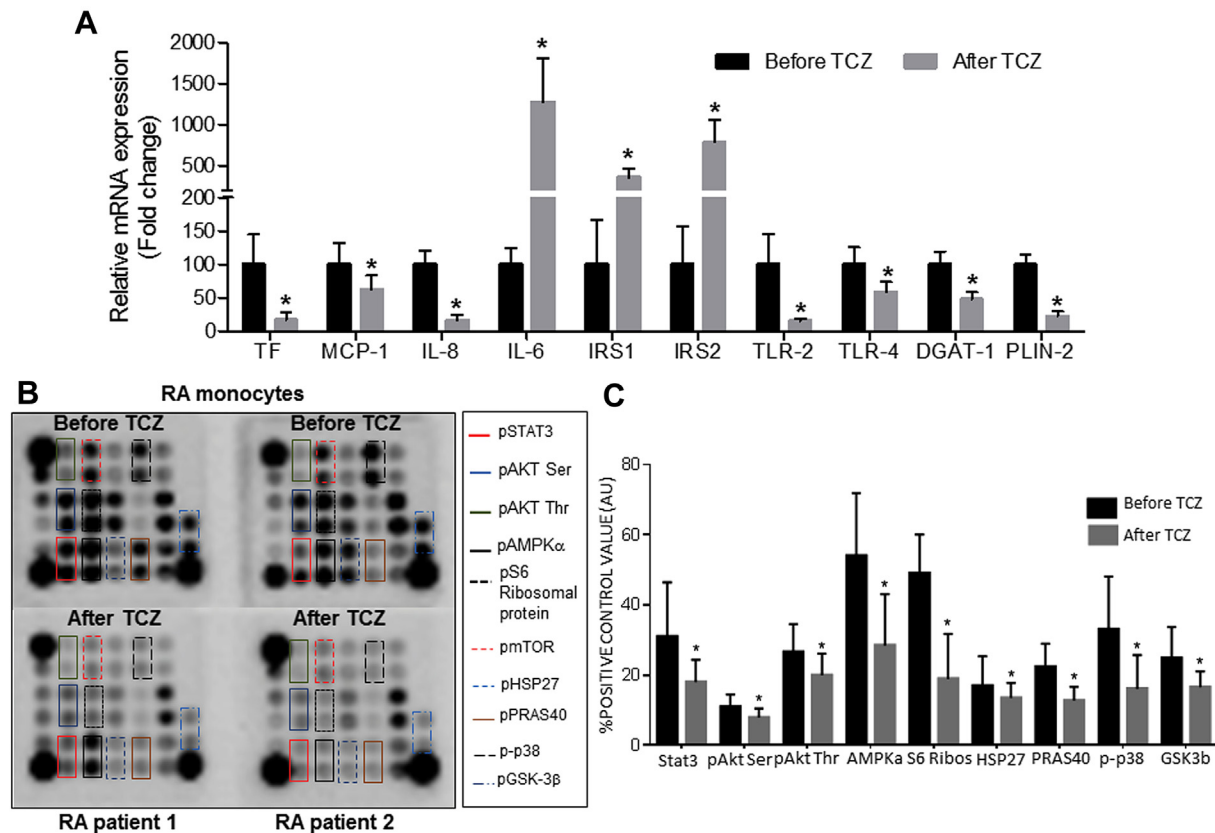 A
Relative mRNA expression
(Fold change)
2000
1500
1000
500
200
150
100
50
0
Before TCZ
After TCZ
*
*
*
*
*
*
*
*
*
*
TF
MCP-1
IL-8
IL-6
IRS1
IRS2
TLR-2
TLR-4
DGAT-1
PLIN-2
B
RA monocytes
Before TCZ
Before TCZ
After TCZ
After TCZ
RA patient 1
RA patient 2
pSTAT3
pAKT Ser
pAKT Thr
pAMPKα
pS6
Ribosomal
protein
pmTOR
pHSP27
pPRAS40
p-p38
pGSK-3β
C
%POSITIVE CONTROL VALUE (AU)
80
60
40
20
0
Before TCZ
After TCZ
*
*
*
*
*
*
*
*
*
Stat3
pAkt Ser
pAkt Thr
AMPKa
S6 Ribos
HSP27
PRAS40
p-p38
GSK3b